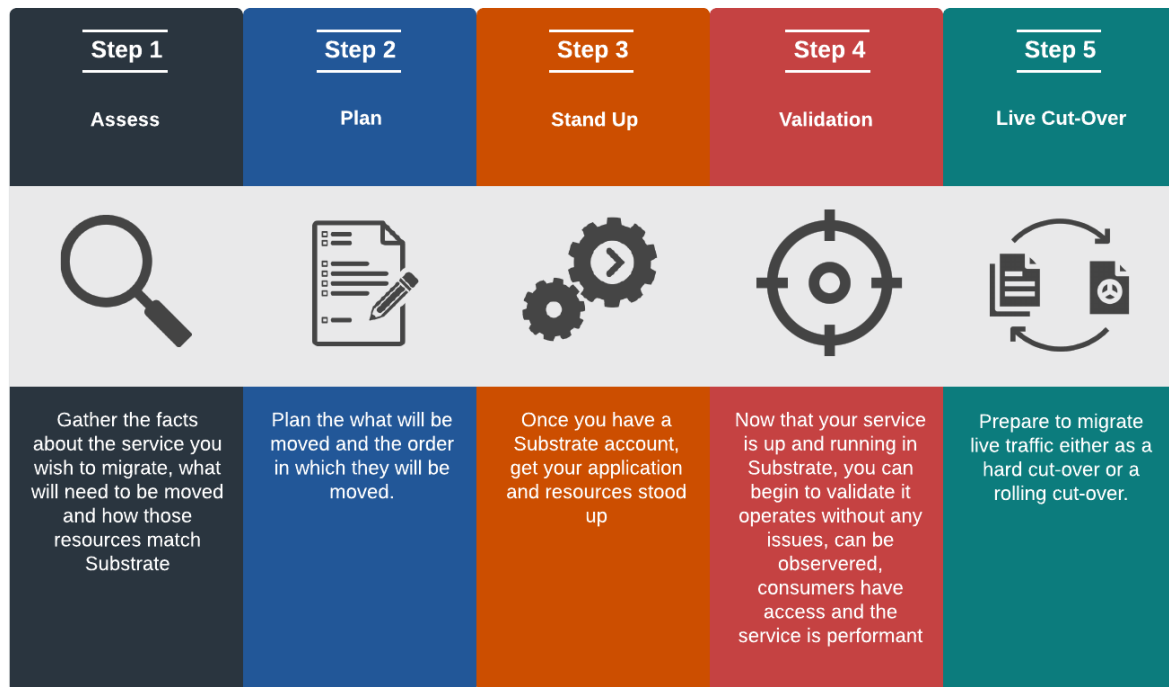 Step 1
Assess
Gather the facts
about the service you
wish to migrate, what
will need to be moved
and how those
resources match
Substrate
Step 2
Plan
Plan the what will be
moved and the order
in which they will be
moved.
Step 3
Stand Up
Once you have a
Substrate account,
get your application
and resources stood
up
Step 4
Validation
Now that your service
is up and running in
Substrate, you can
begin to validate it
operates without any
issues, can be
observered,
consumers have
access and the
service is performant
Step 5
Live Cut-Over
Prepare to migrate
live traffic either as a
hard cut-over or a
rolling cut-over.